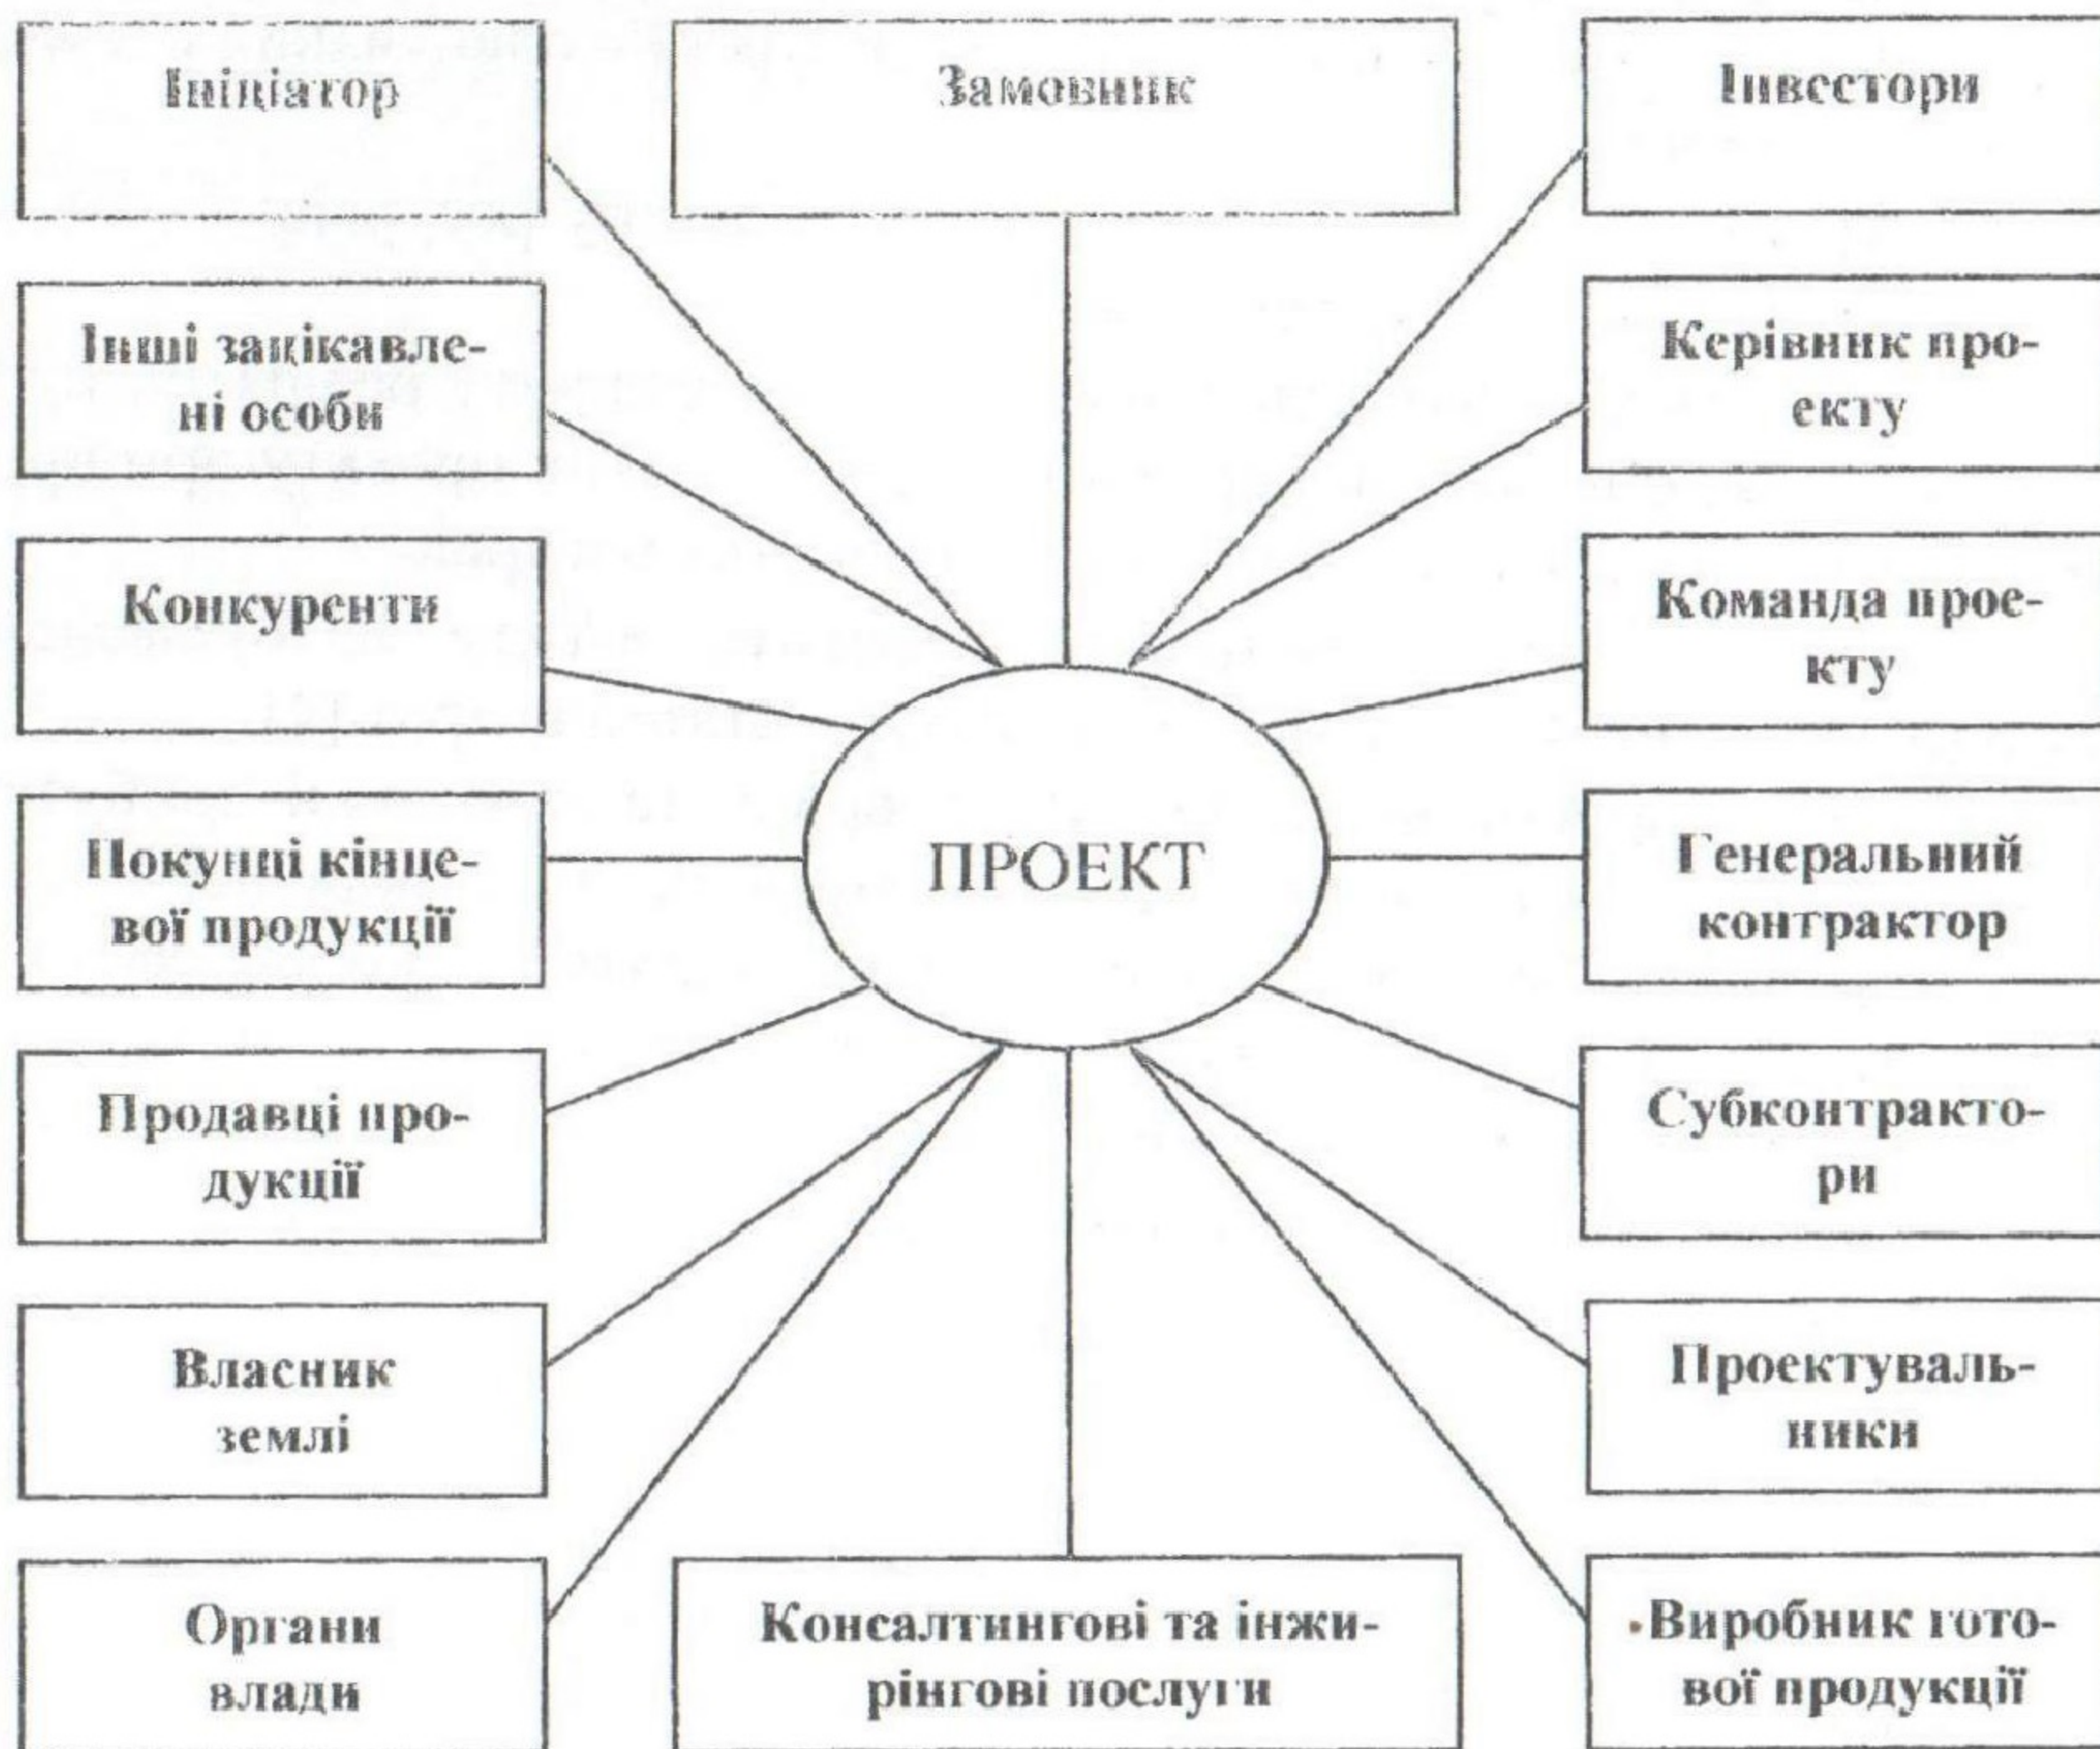 Ініціатор
Замовник
Інвестори
Інші зацікавле-
ні особи
Керівник про-
екту
Конкуренти
Команда прое-
кту
Покупці кінце-
вої продукції
ПРОЕКТ
Генеральний
контрактор
Продавці про-
дукції
Субконтракто-
ри
Власник
землі
Проектуваль-
ники
Органи
влади
Консалтингові та інжи-
рінгові послуги
Виробник гото-
вої продукції